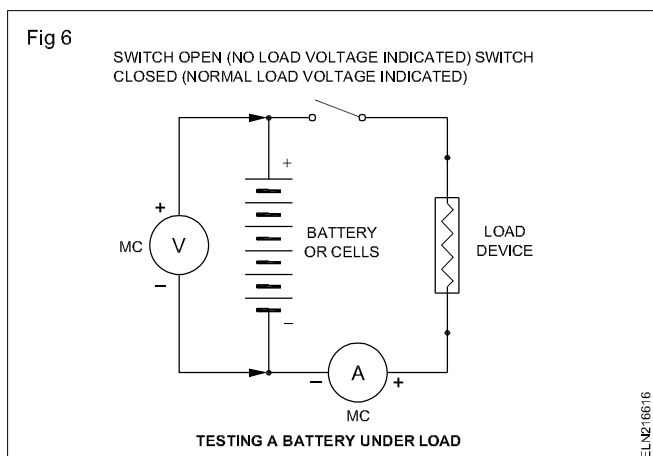 Fig 6
SWITCH OPEN (NO LOAD VOLTAGE INDICATED) SWITCH
CLOSED (NORMAL LOAD VOLTAGE INDICATED)
+
+
MC
V
BATTERY
OR CELLS
LOAD
DEVICE
–
–
–
A
+
MC
TESTING A BATTERY UNDER LOAD
ELN216616